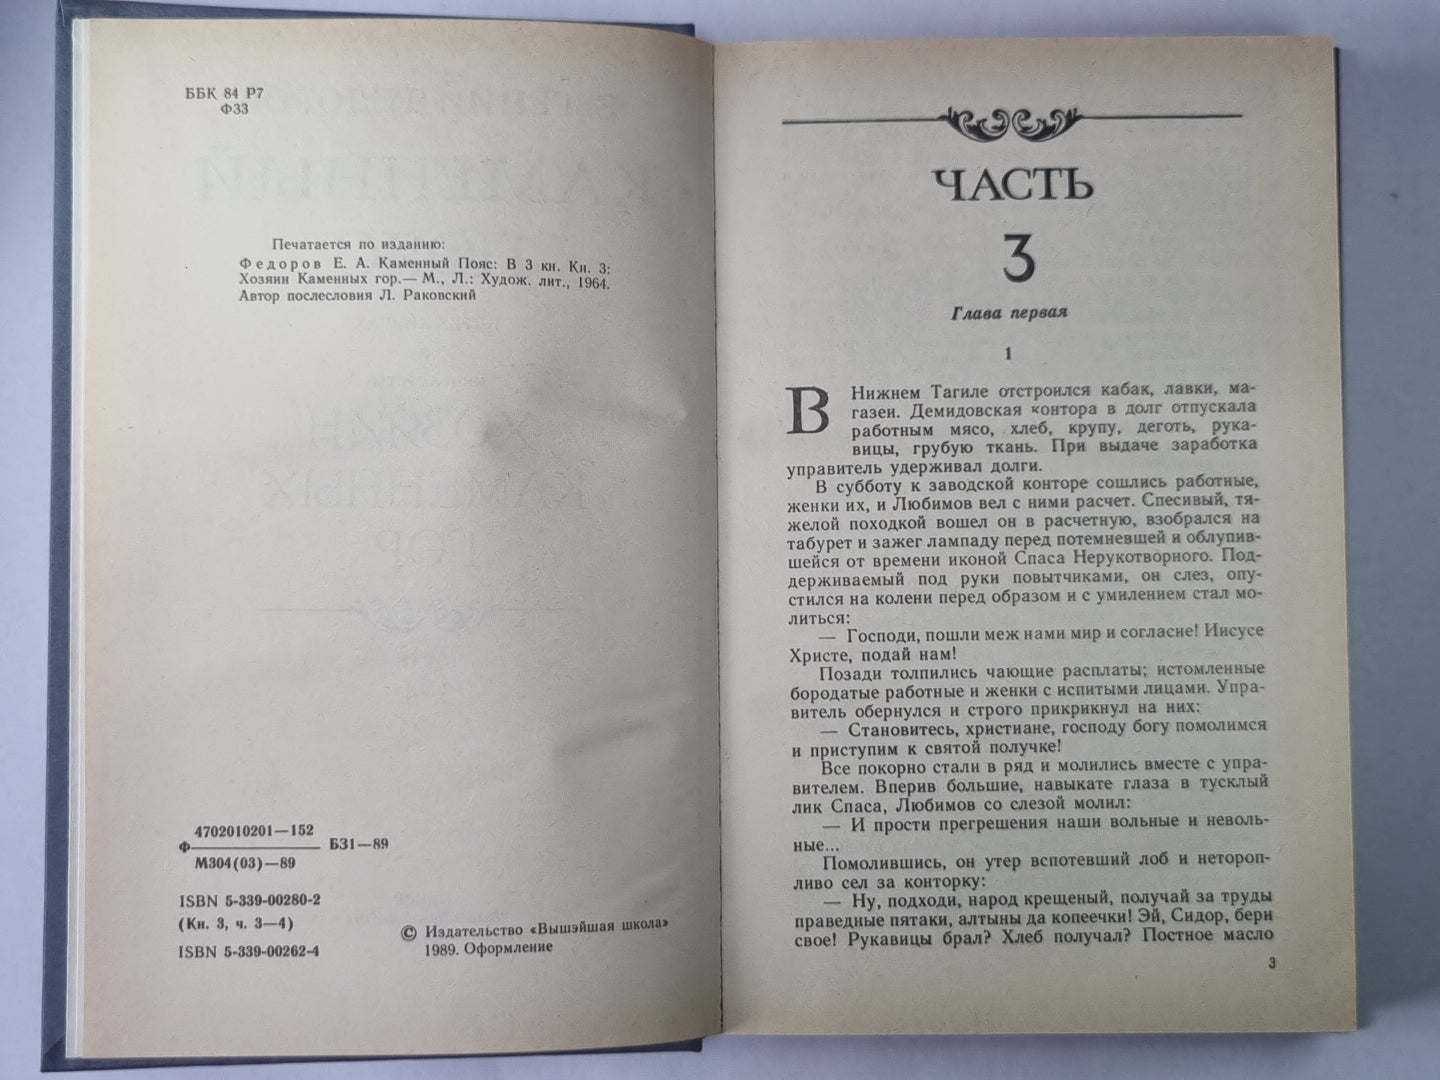 ББК 84 Р7
Ф33
Печатается по изданию:
Федоров Е. А. Каменный Пояс: В 3 кн. Кн. 3:
Хозяин Каменных гор.— М., Л.: Худож. лит., 1964.
Автор послесловия Л. Раковский
4702010201—152
Ф
БЗ1—89
М304(03)—89
ISBN 5-339-00280-2
(Кн. 3, ч. 3—4)
ISBN 5-339-00262-4
© Издательство «Вышэйшая школа»
1989. Оформление
ЧАСТЬ
3
Глава первая
1
В Нижнем Тагиле отстроился кабак, лавки, ма-
газеи. Демидовская контора в долг отпускала
работным мясо, хлеб, крупу, деготь, рука-
вицы, грубую ткань. При выдаче заработка
управитель удерживал долги.
В субботу к заводской конторе сошлись работные,
женки их, и Любимов вел с ними расчет. Спесивый, тя-
желой походкой вошел он в расчетную, взобрался на
табурет и зажег лампаду перед потемневшей и облупив-
шейся от времени иконой Спаса Нерукотворного. Под-
держиваемый под руки повытчиками, он слез, опу-
стился на колени перед образом и с умилением стал мо-
литься:
— Господи, пошли меж нами мир и согласие! Иисусе
Христе, подай нам!
Позади толпились чающие расплаты; истомленные
бородатые работные и женки с испитыми лицами. Упра-
витель обернулся и строго прикрикнул на них:
— Становитесь, христиане, господу богу помолимся
и приступим к святой получке!
Все покорно стали в ряд и молились вместе с упра-
вителем. Вперив большие, навыкате глаза в тусклый
лик Спаса, Любимов со слезой молил:
— И прости прегрешения наши вольные и неволь-
ные...
Помолившись, он утер вспотевший лоб и нетороп-
ливо сел за конторку:
— Ну, подходи, народ крещеный, получай за труды
праведные пятаки, алтыны да копеечки! Эй, Сидор, бери
свое! Рукавицы брал? Хлеб получал? Постное масло
3